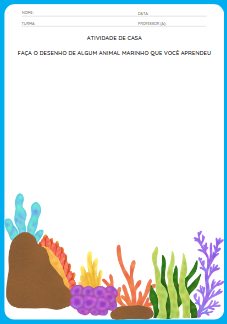 NOME: DATA:
TURMA: PROFESSOR (A):
ATIVIDADE DE CASA
FAÇA O DESENHO DE ALGUM ANIMAL MARINHO QUE VOCÊ APRENDEU